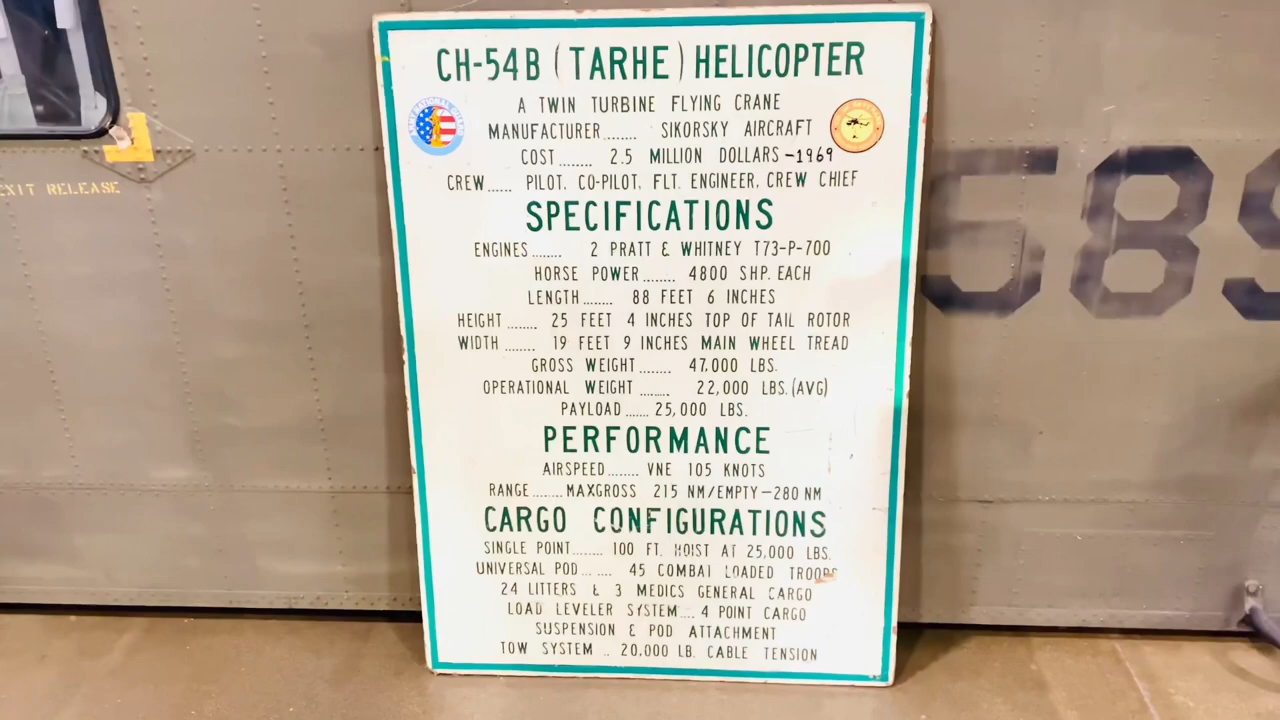 CH-54B (TARHE) HELICOPTER
A TWIN TURBINE FLYING CRANE
MANUFACTURER........ SIKORSKY AIRCRAFT
COST........ 2.5 MILLION DOLLARS -1969
CREW...... PILOT, CO-PILOT, FLT. ENGINEER, CREW CHIEF
SPECIFICATIONS
ENGINES........ 2 PRATT & WHITNEY T73-P-700
HORSE POWER........ 4800 SHP. EACH
LENGTH........ 88 FEET 6 INCHES
HEIGHT ........ 25 FEET 4 INCHES TOP OF TAIL ROTOR
WIDTH ........ 19 FEET 9 INCHES MAIN WHEEL TREAD
GROSS WEIGHT........ 47,000 LBS.
OPERATIONAL WEIGHT ........ 22,000 LBS. (AVG)
PAYLOAD ....... 25,000 LBS.
PERFORMANCE
AIRSPEED........ VNE 105 KNOTS
RANGE........ MAXGROSS 215 NM/EMPTY-280 NM
CARGO CONFIGURATIONS
SINGLE POINT........ 100 FT. HOIST AT 25,000 LBS.
UNIVERSAL POD ... .... 45 COMBAT LOADED TROOPS
24 LITTERS & 3 MEDICS GENERAL CARGO
LOAD LEVELER SYSTEM.... 4 POINT CARGO
SUSPENSION & POD ATTACHMENT
TOW SYSTEM .. 20,000 LB. CABLE TENSION
EXIT RELEASE
589